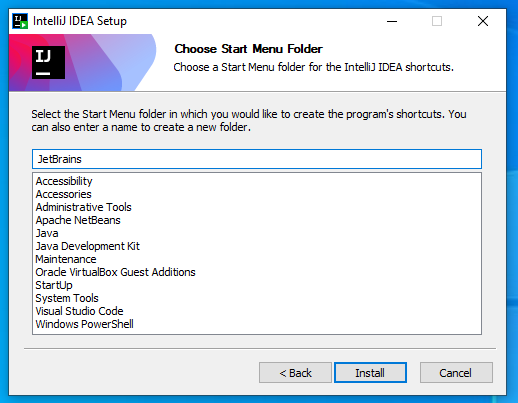 IntelliJ IDEA Setup
IJ
Choose Start Menu Folder
Choose a Start Menu folder for the IntelliJ IDEA shortcuts.
Select the Start Menu folder in which you would like to create the program's shortcuts. You
can also enter a name to create a new folder.
JetBrains
Accessibility
Accessories
Administrative Tools
Apache NetBeans
Java
Java Development Kit
Maintenance
Oracle VirtualBox Guest Additions
StartUp
System Tools
Visual Studio Code
Windows PowerShell
< Back Install Cancel